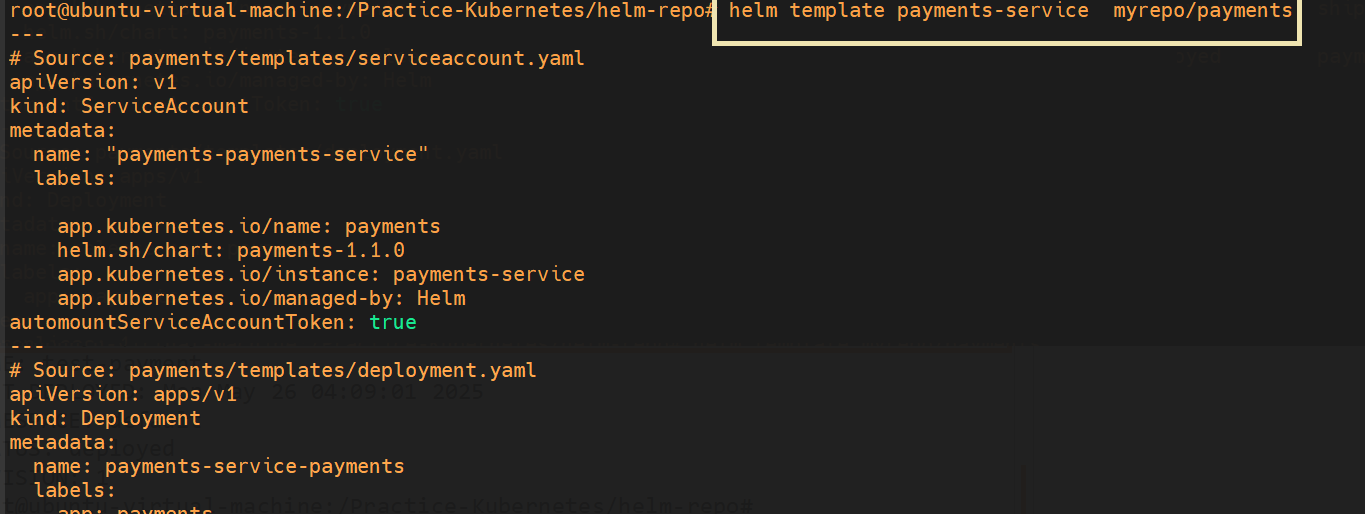 root@ubuntu-virtual-machine:/Practice-Kubernetes/helm-repo# helm template payments-service  myrepo/payments
---
# Source: payments/templates/serviceaccount.yaml
apiVersion: v1
kind: ServiceAccount
metadata:
  name: "payments-payments-service"
  labels:

    app.kubernetes.io/name: payments
    helm.sh/chart: payments-1.1.0
    app.kubernetes.io/instance: payments-service
    app.kubernetes.io/managed-by: Helm
automountServiceAccountToken: true
---
# Source: payments/templates/deployment.yaml
apiVersion: apps/v1
kind: Deployment
metadata:
  name: payments-service-payments
  labels:
    app: payments